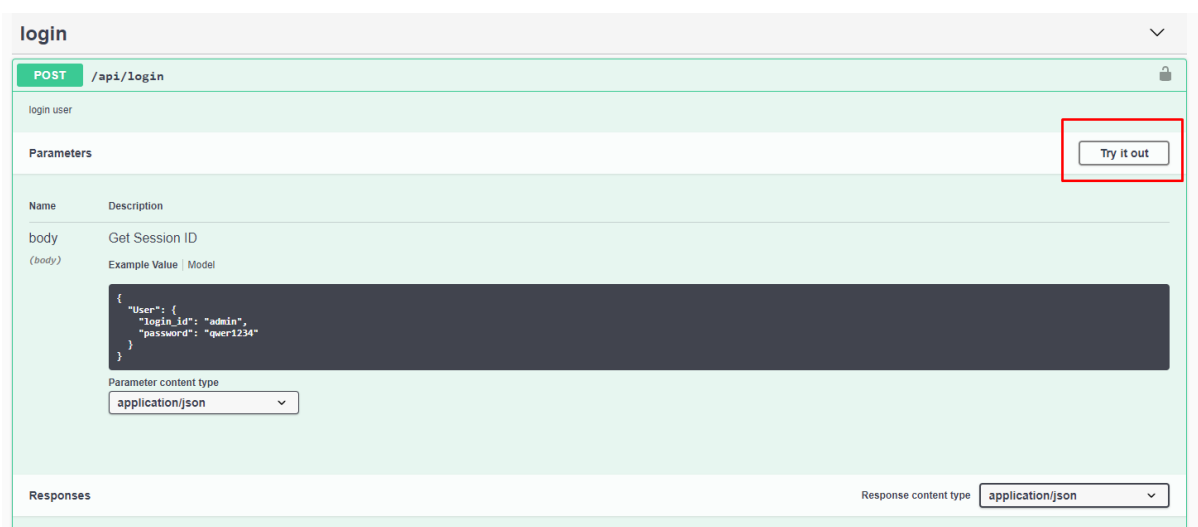 login
POST /api/login
login user
Parameters
Try it out
Name Description
body Get Session ID
(body)
Example Value | Model
{
"User": {
"login_id": "admin",
"password": "qwer1234"
}
}
Parameter content type
application/json
Responses Response content type application/json